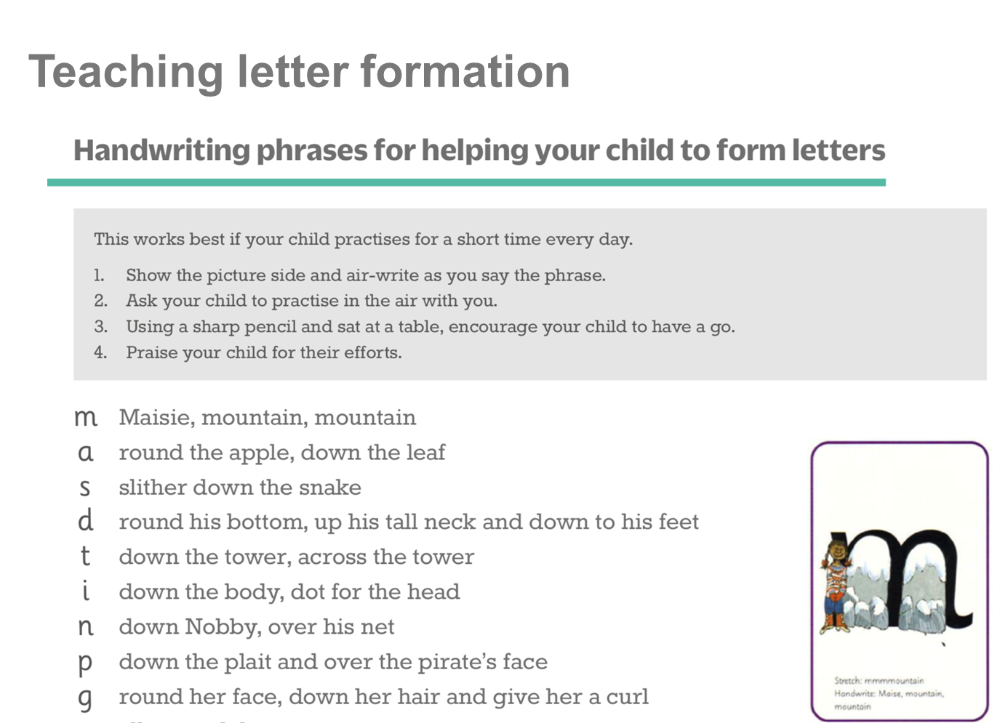 Teaching letter formation
Handwriting phrases for helping your child to form letters
This works best if your child practises for a short time every day.
1. Show the picture side and air-write as you say the phrase.
2. Ask your child to practise in the air with you.
3. Using a sharp pencil and sat at a table, encourage your child to have a go.
4. Praise your child for their efforts.
m Maisie, mountain, mountain
a round the apple, down the leaf
s slither down the snake
d round his bottom, up his tall neck and down to his feet
t down the tower, across the tower
i down the body, dot for the head
n down Nobby, over his net
p down the plait and over the pirate's face
g round her face, down her hair and give her a curl
m
Stretch: mmmmountain
Handwrite: Maise, mountain,
mountain